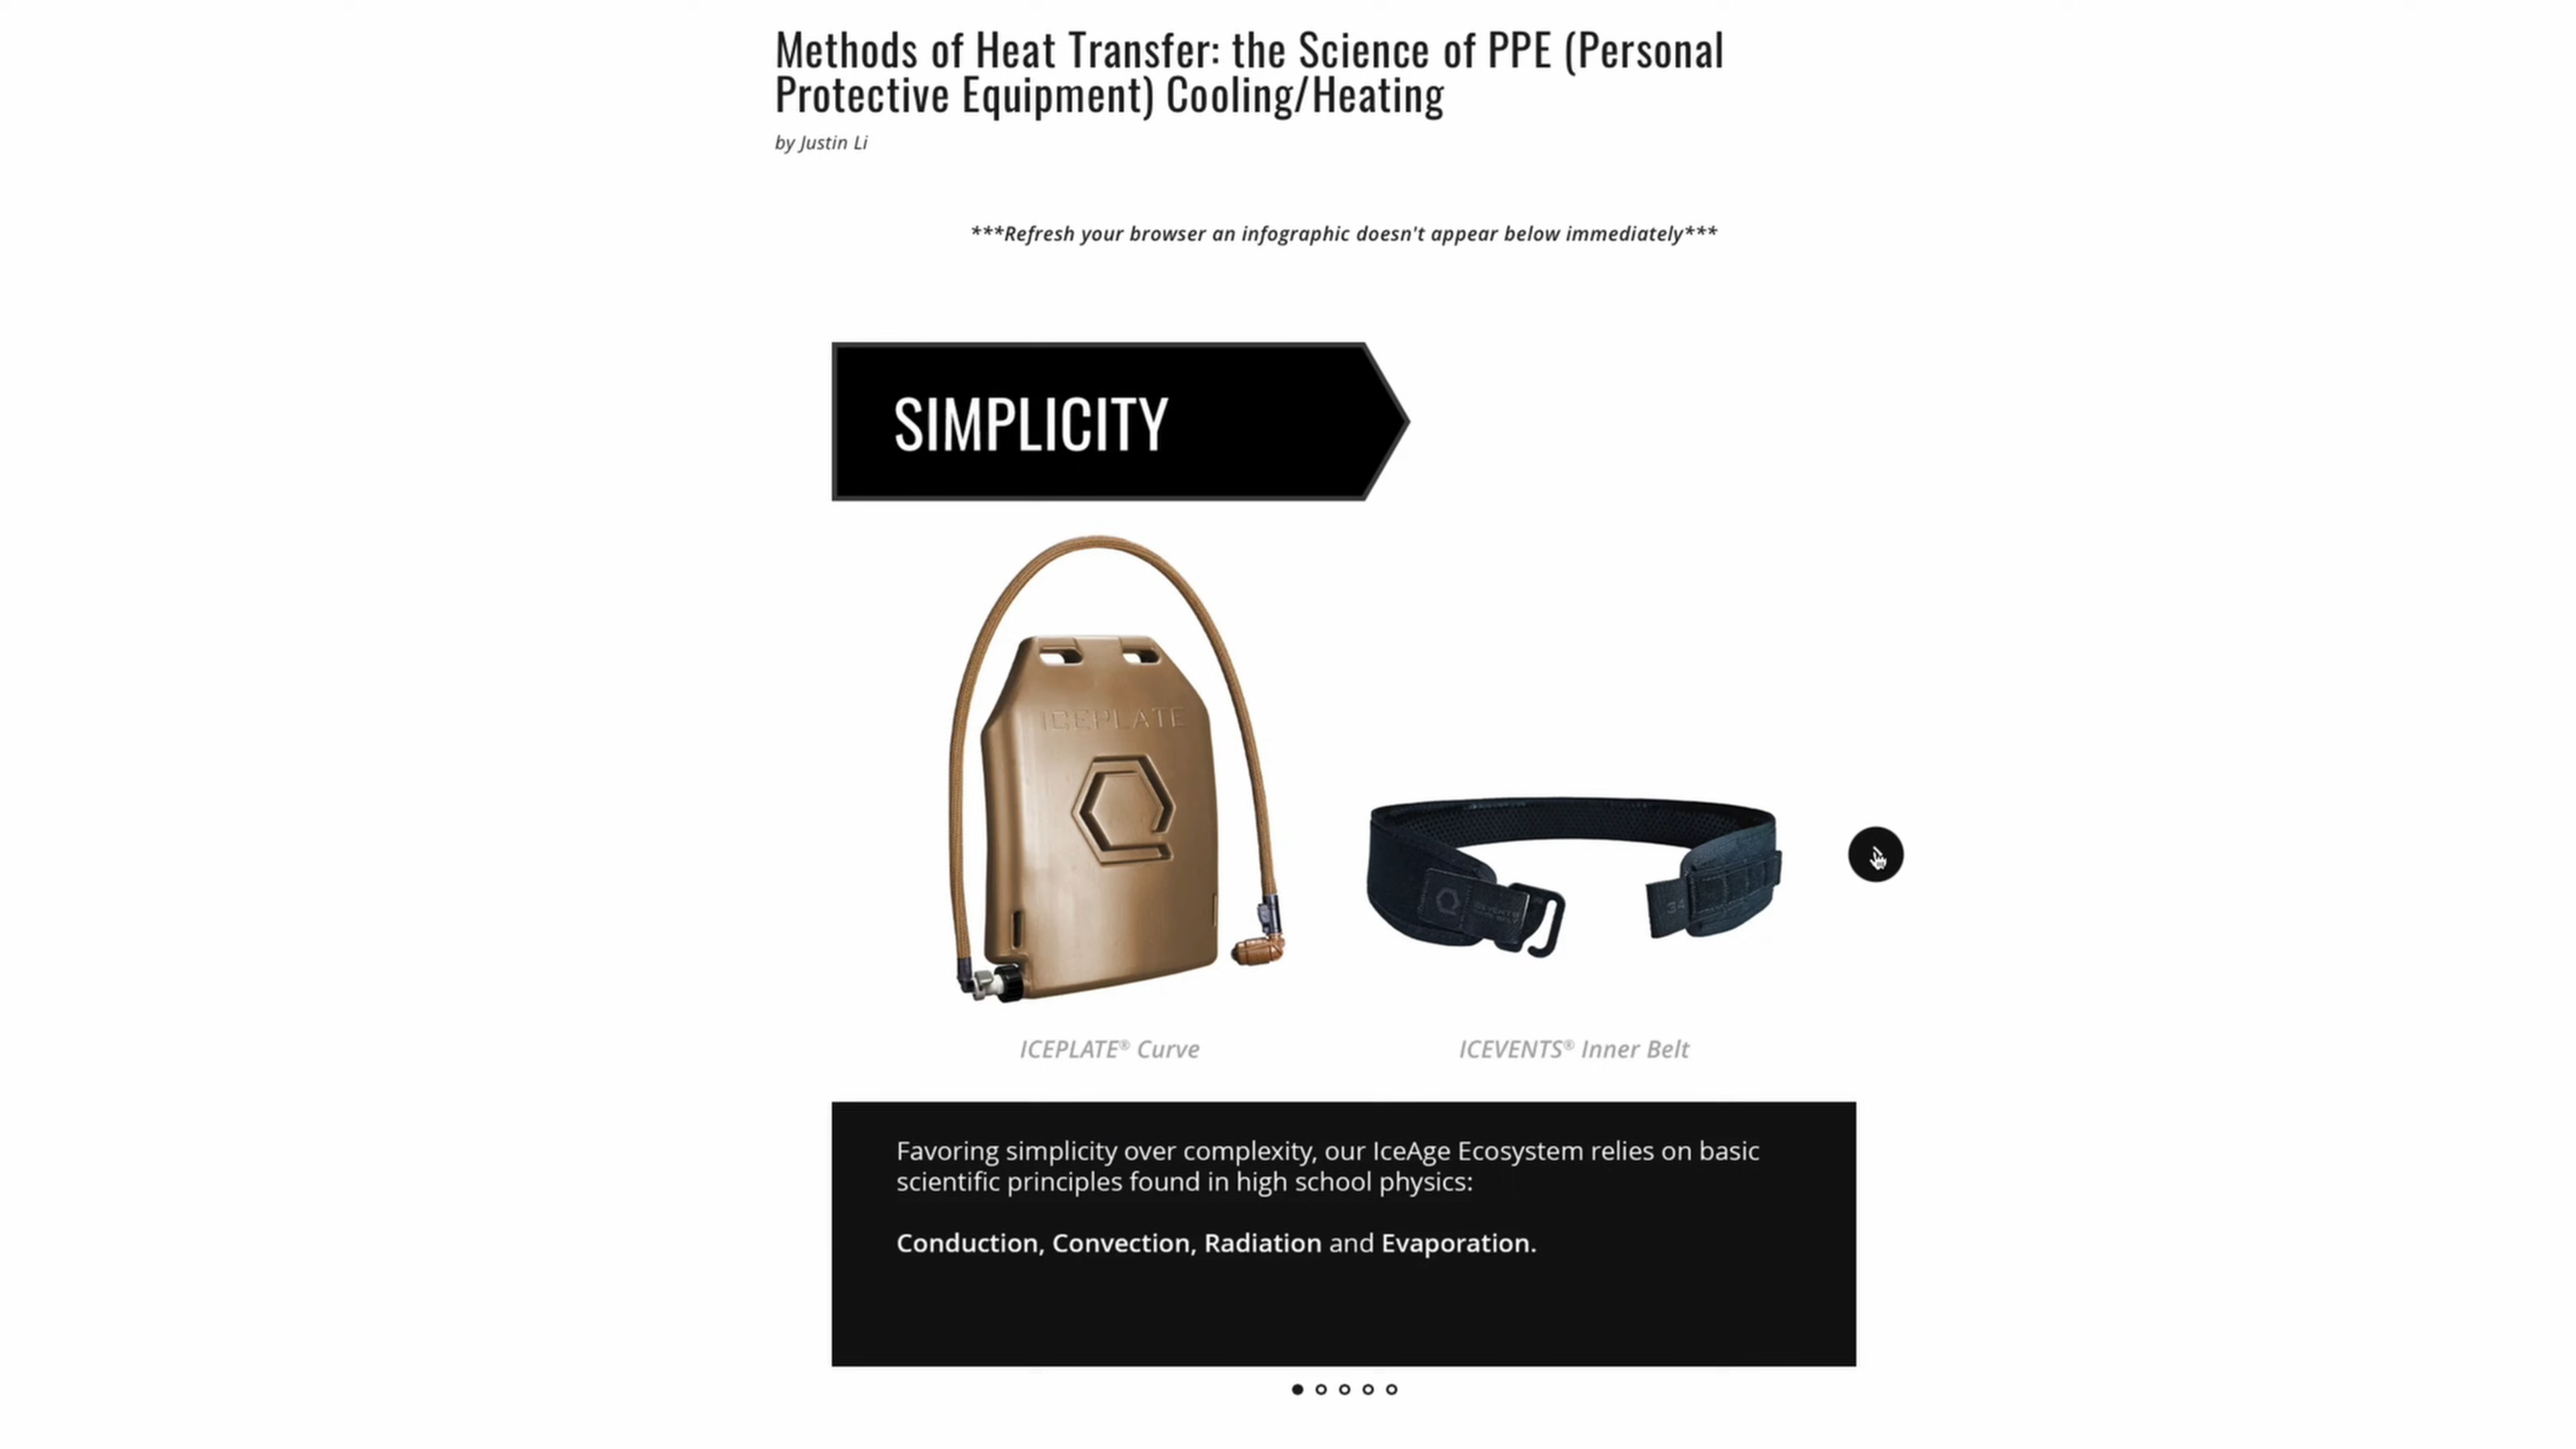 Methods of Heat Transfer: the Science of PPE (Personal
Protective Equipment) Cooling/Heating
by Justin Li
***Refresh your browser an infographic doesn't appear below immediately***
SIMPLICITY
ICEPLATE
34
ICEPLATE® Curve
ICEVENTS® Inner Belt
Favoring simplicity over complexity, our IceAge Ecosystem relies on basic
scientific principles found in high school physics:
Conduction, Convection, Radiation and Evaporation.